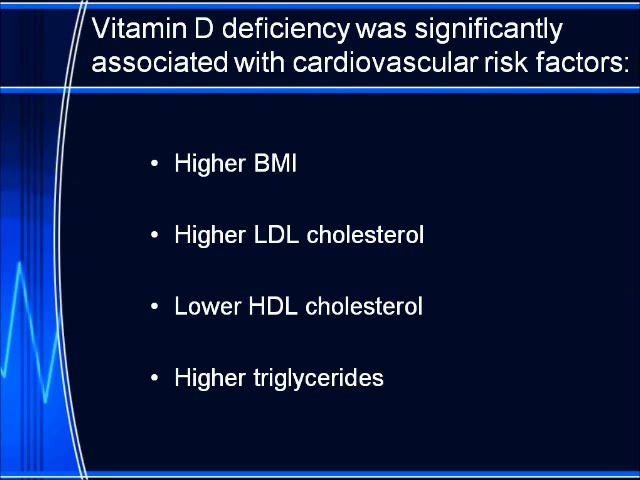 Vitamin D deficiency was significantly
associated with cardiovascular risk factors:
• Higher BMI
• Higher LDL cholesterol
• Lower HDL cholesterol
• Higher triglycerides